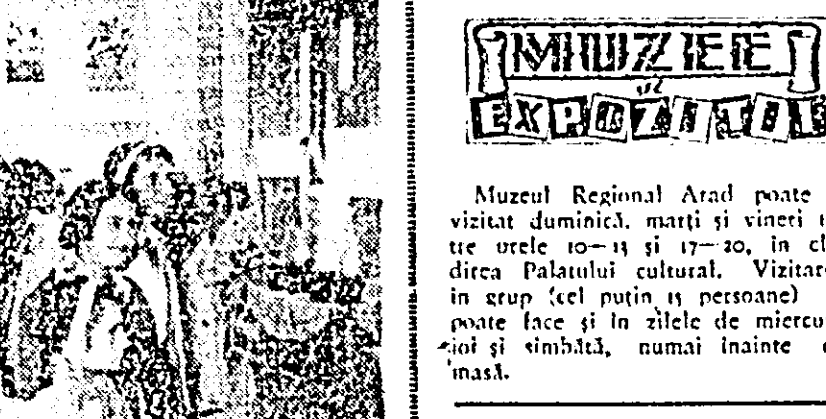 MUZEE
și
EXPOZIȚII
Muzeul Regional Arad poate
vizitat duminică, marți și vineri
tre orele 10—13 și 17—20, în cl
direa Palatului cultural. Vizitar
în grup (cel puțin 15 persoane)
poate face și în zilele de miercu
joi și sîmbătă, numai înainte
masă.